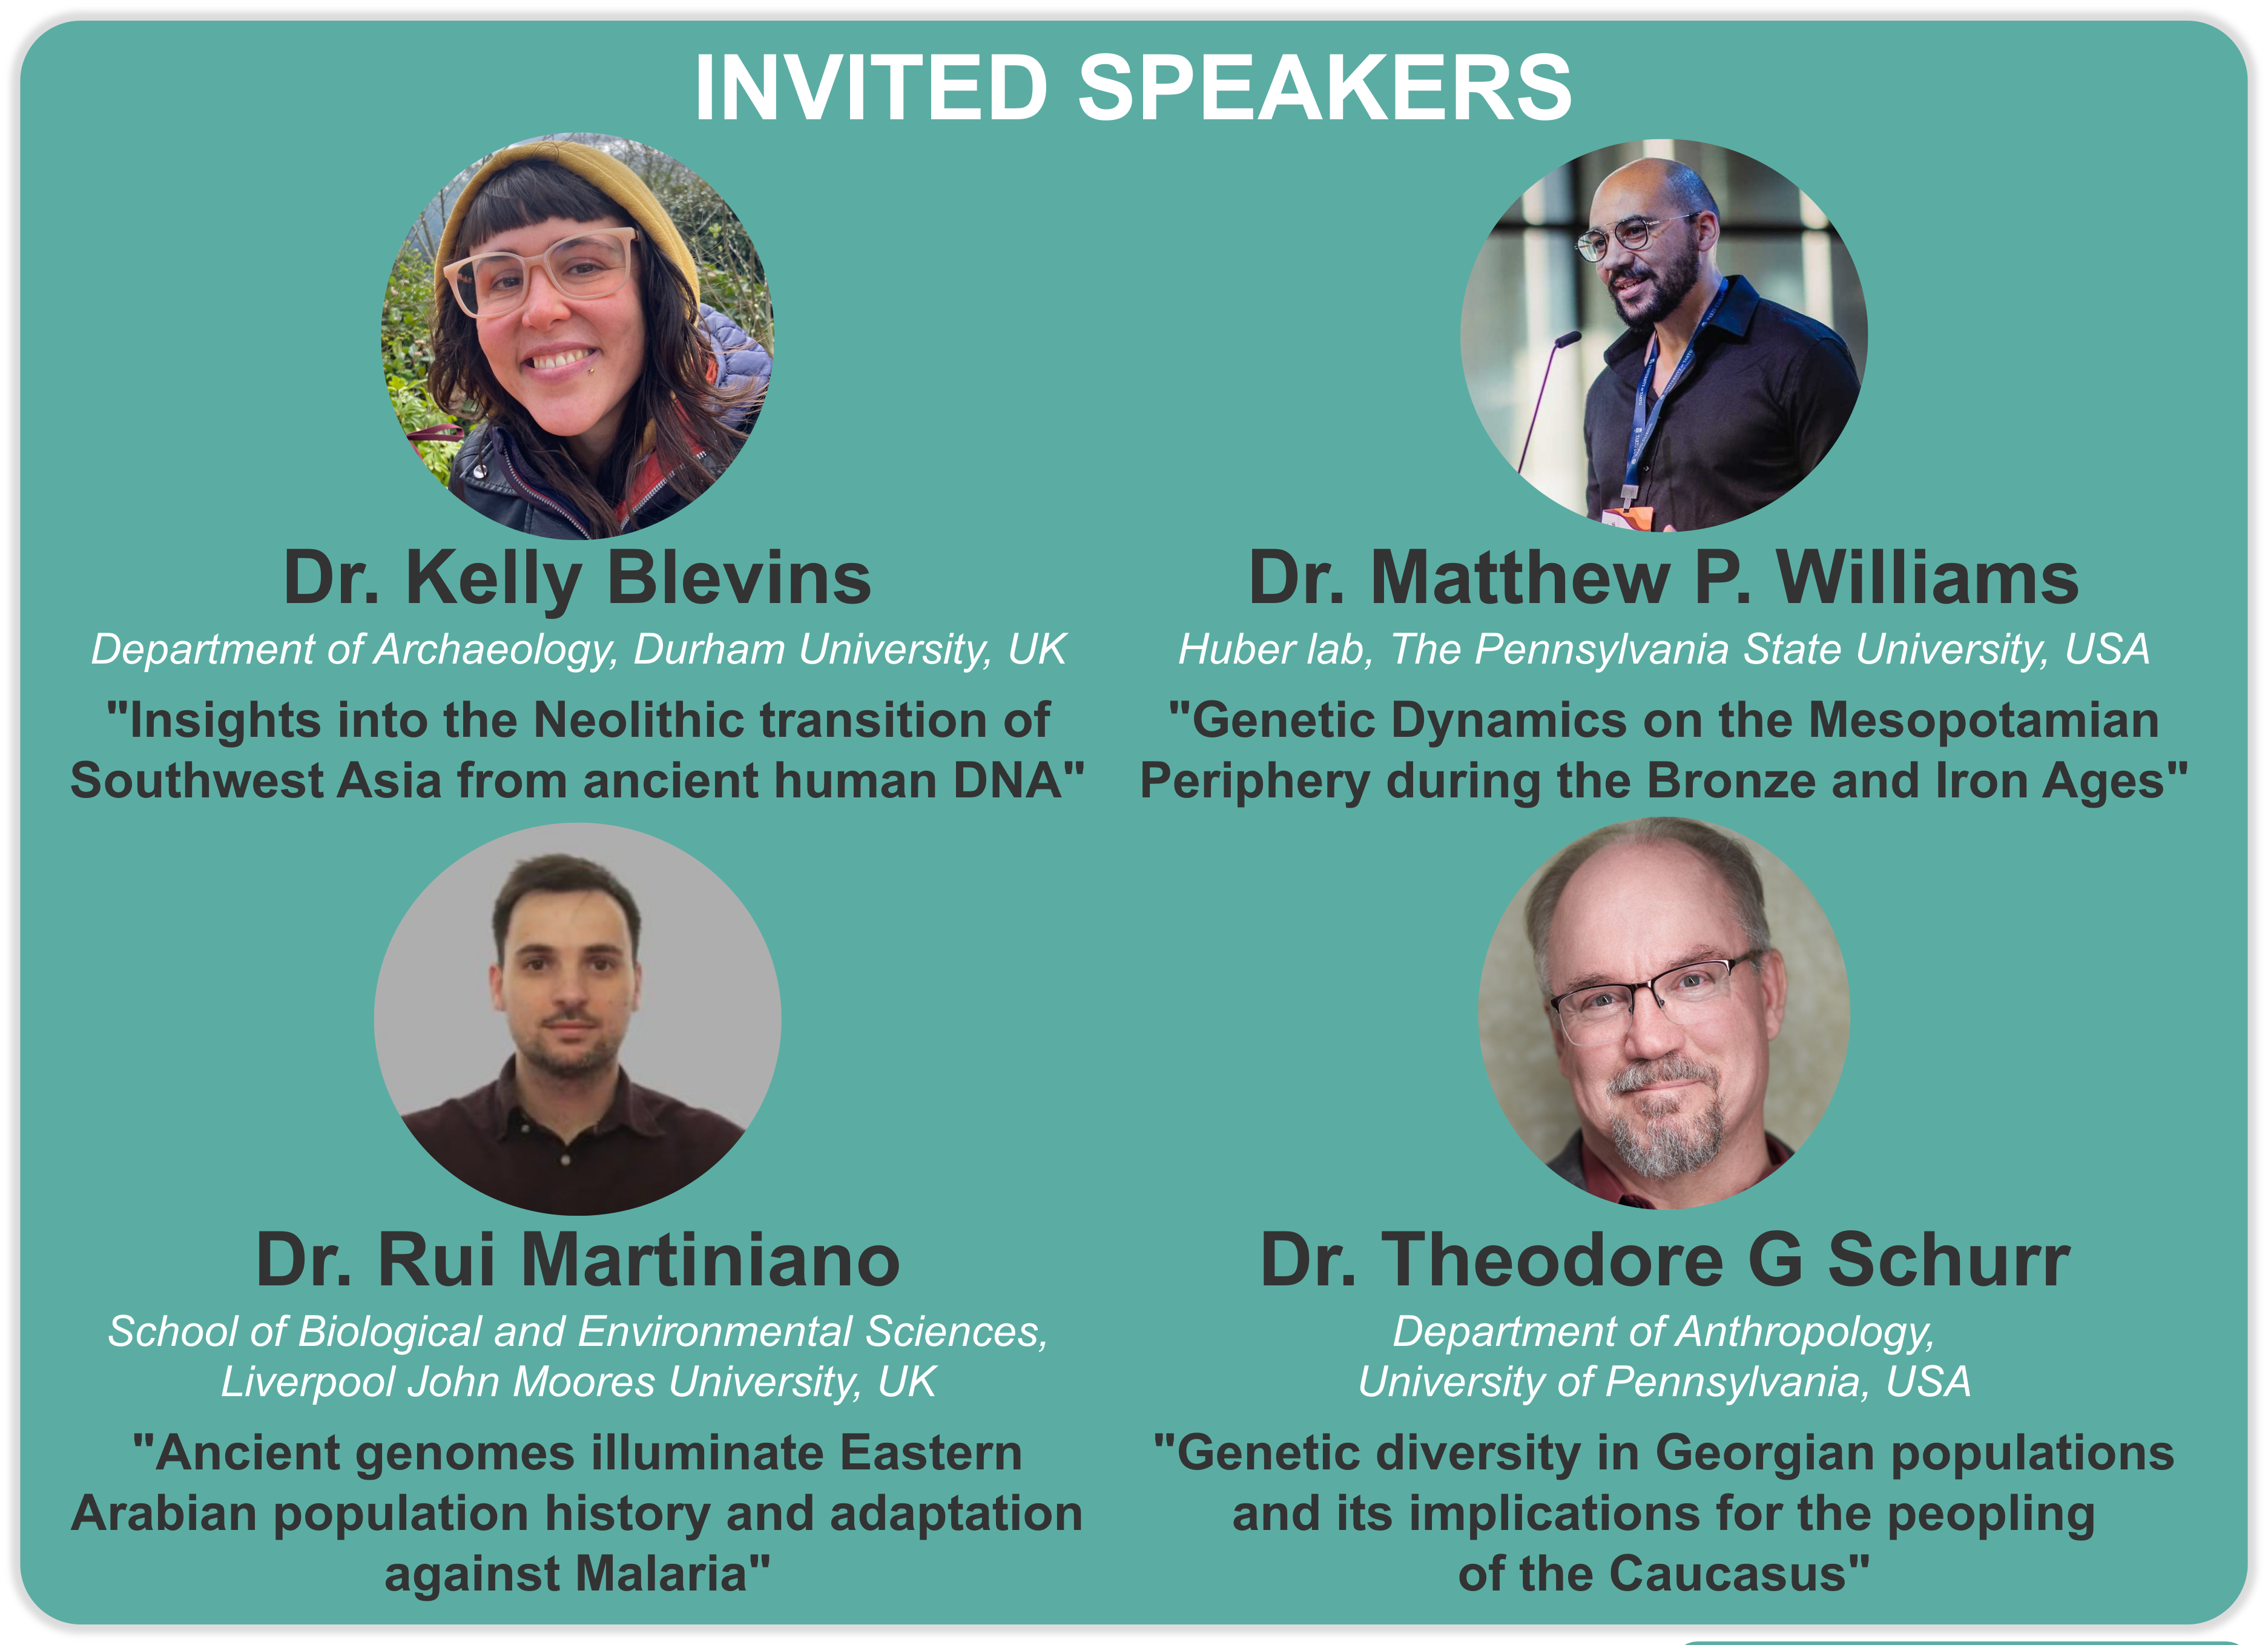 INVITED SPEAKERS
Dr. Kelly Blevins
Department of Archaeology, Durham University, UK
"Insights into the Neolithic transition of
Southwest Asia from ancient human DNA"
Dr. Matthew P. Williams
Huber lab, The Pennsylvania State University, USA
"Genetic Dynamics on the Mesopotamian
Periphery during the Bronze and Iron Ages"
Dr. Rui Martiniano
School of Biological and Environmental Sciences,
Liverpool John Moores University, UK
"Ancient genomes illuminate Eastern
Arabian population history and adaptation
against Malaria"
Dr. Theodore G Schurr
Department of Anthropology,
University of Pennsylvania, USA
"Genetic diversity in Georgian populations
and its implications for the peopling
of the Caucasus"